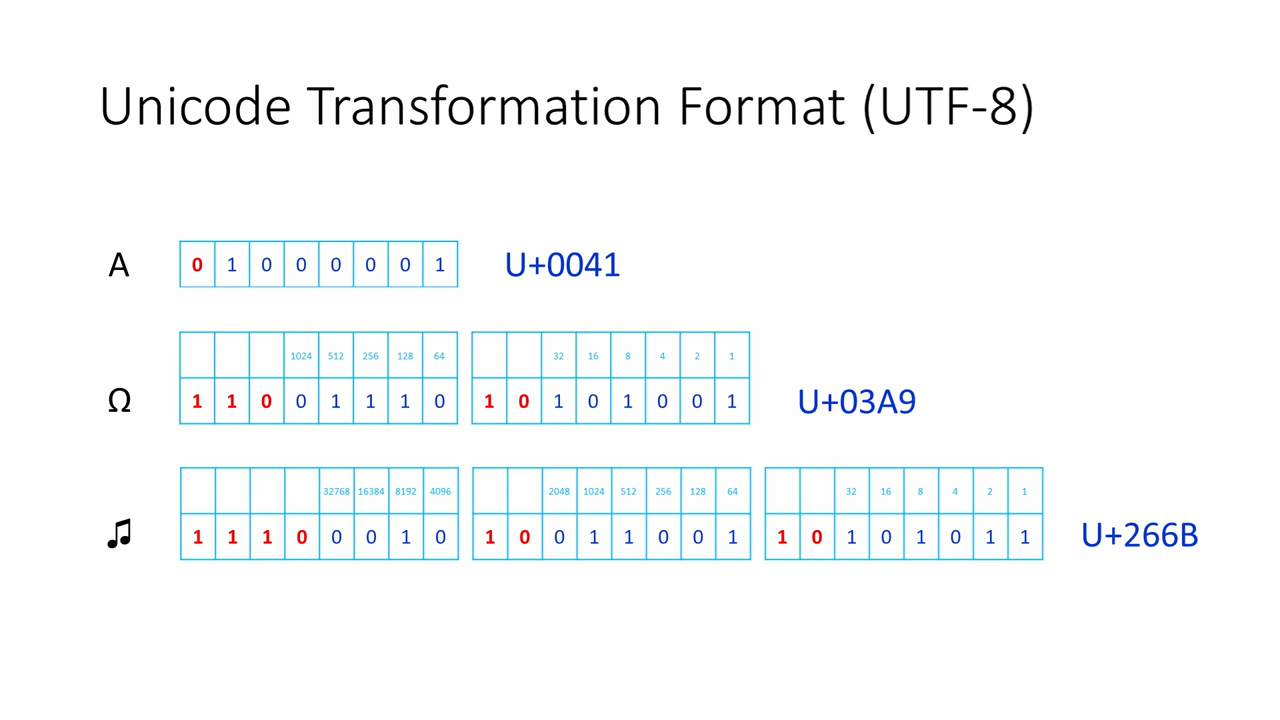 Unicode Transformation Format (UTF-8)
A 0 1 0 0 0 0 0 1 U+0041
1024 512 256 128 64 32 16 8 4 2 1
Ω 1 1 0 0 1 1 1 0 1 0 1 0 1 0 0 1 U+03A9
32768 16384 8192 4096 2048 1024 512 256 128 64 32 16 8 4 2 1
♫ 1 1 1 0 0 0 1 0 1 0 0 1 1 0 0 1 1 0 1 0 1 0 1 1 U+266B